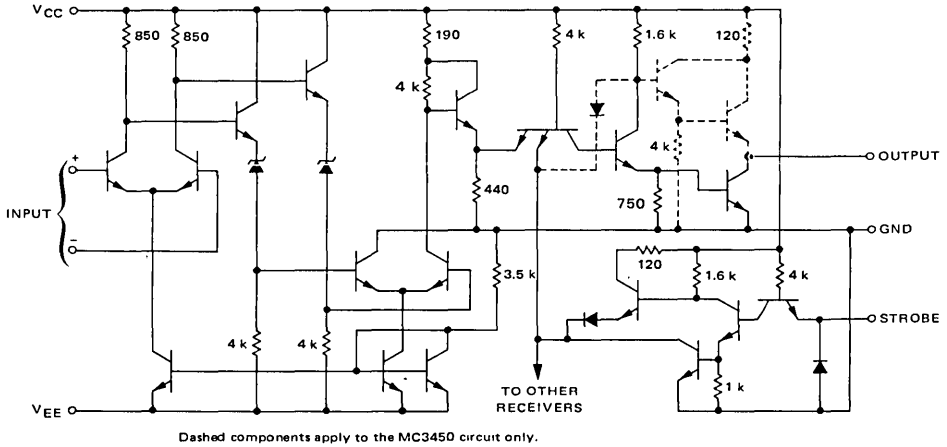 VCC
850
850
190
4 k
1.6 k
120
4 k
4 k
+
INPUT
−
440
750
OUTPUT
GND
3.5 k
120
1.6 k
4 k
STROBE
4 k
4 k
1 k
TO OTHER
RECEIVERS
VEE
Dashed components apply to the MC3450 circuit only.